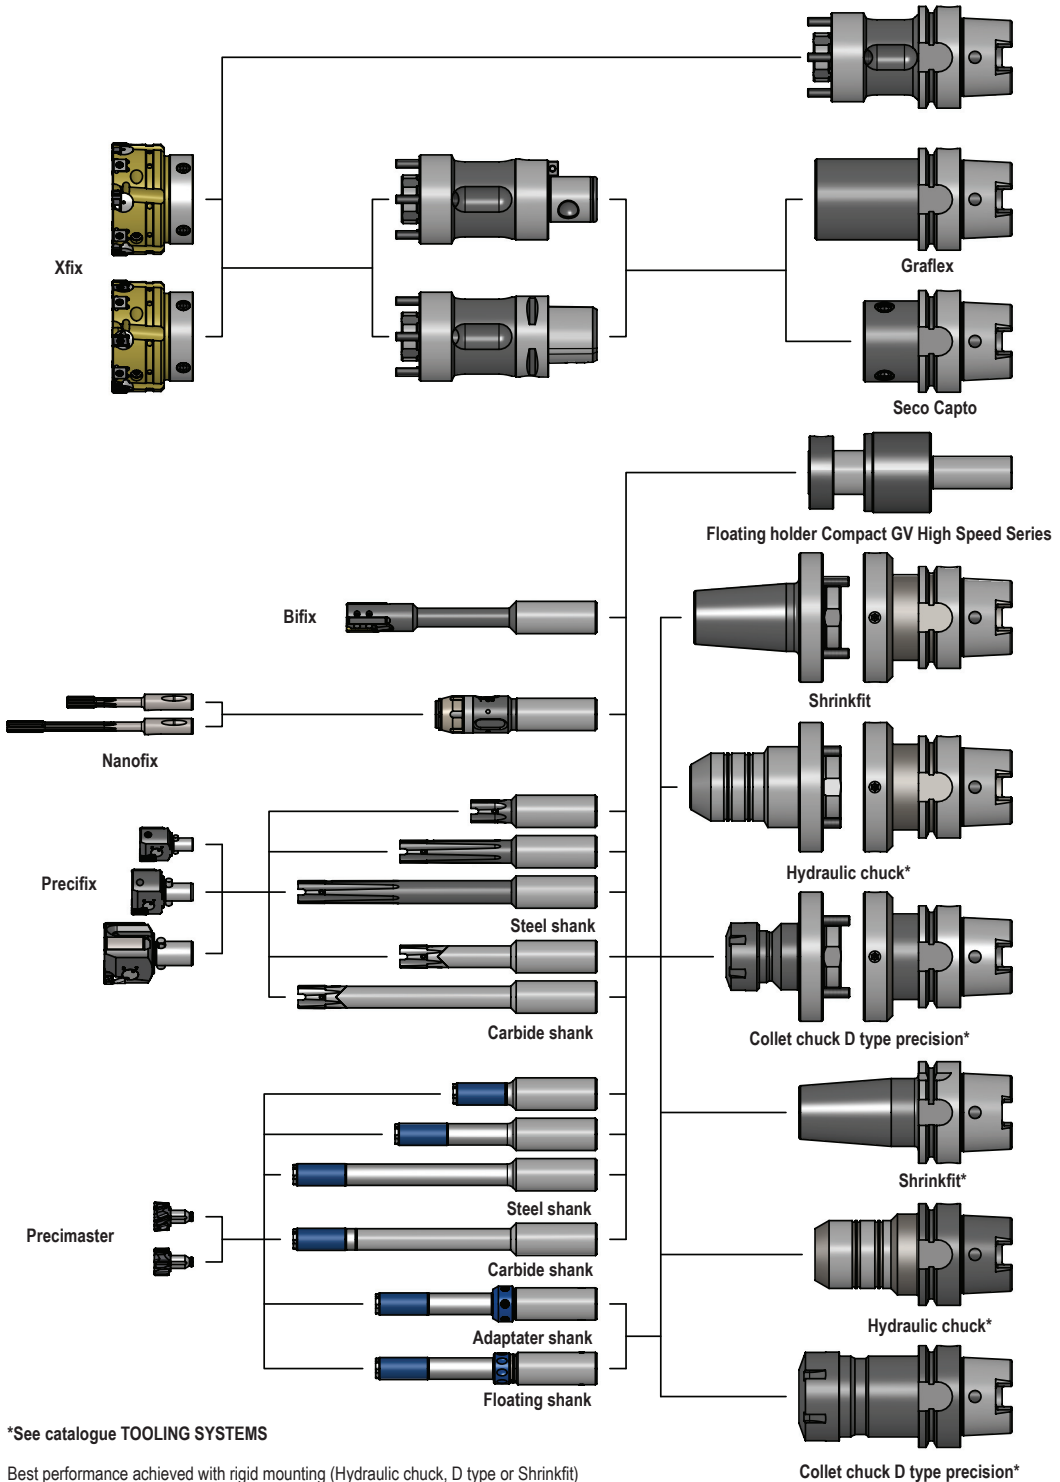 Xfix
Graflex
Seco Capto
Floating holder Compact GV High Speed Series
Bifix
Shrinkfit
Nanofix
Hydraulic chuck*
Precifix
Steel shank
Carbide shank
Collet chuck D type precision*
Shrinkfit*
Steel shank
Precimaster
Carbide shank
Hydraulic chuck*
Adaptater shank
Floating shank
*See catalogue TOOLING SYSTEMS
Collet chuck D type precision*
Best performance achieved with rigid mounting (Hydraulic chuck, D type or Shrinkfit)